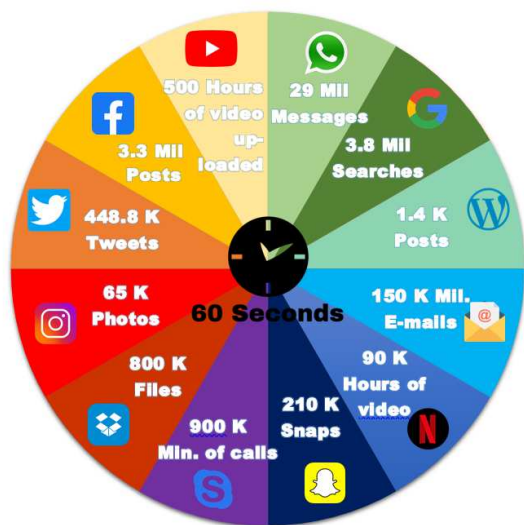 500 Hours
of video
up-
loaded
29 Mil
Messages
3.8 Mil
Searches
1.4 K
Posts
150 K Mil.
E-mails
90 K
Hours of
video
210 K
Snaps
900 K
Min. of calls
800 K
Files
65 K
Photos
448.8 K
Tweets
3.3 Mil
Posts
60 Seconds